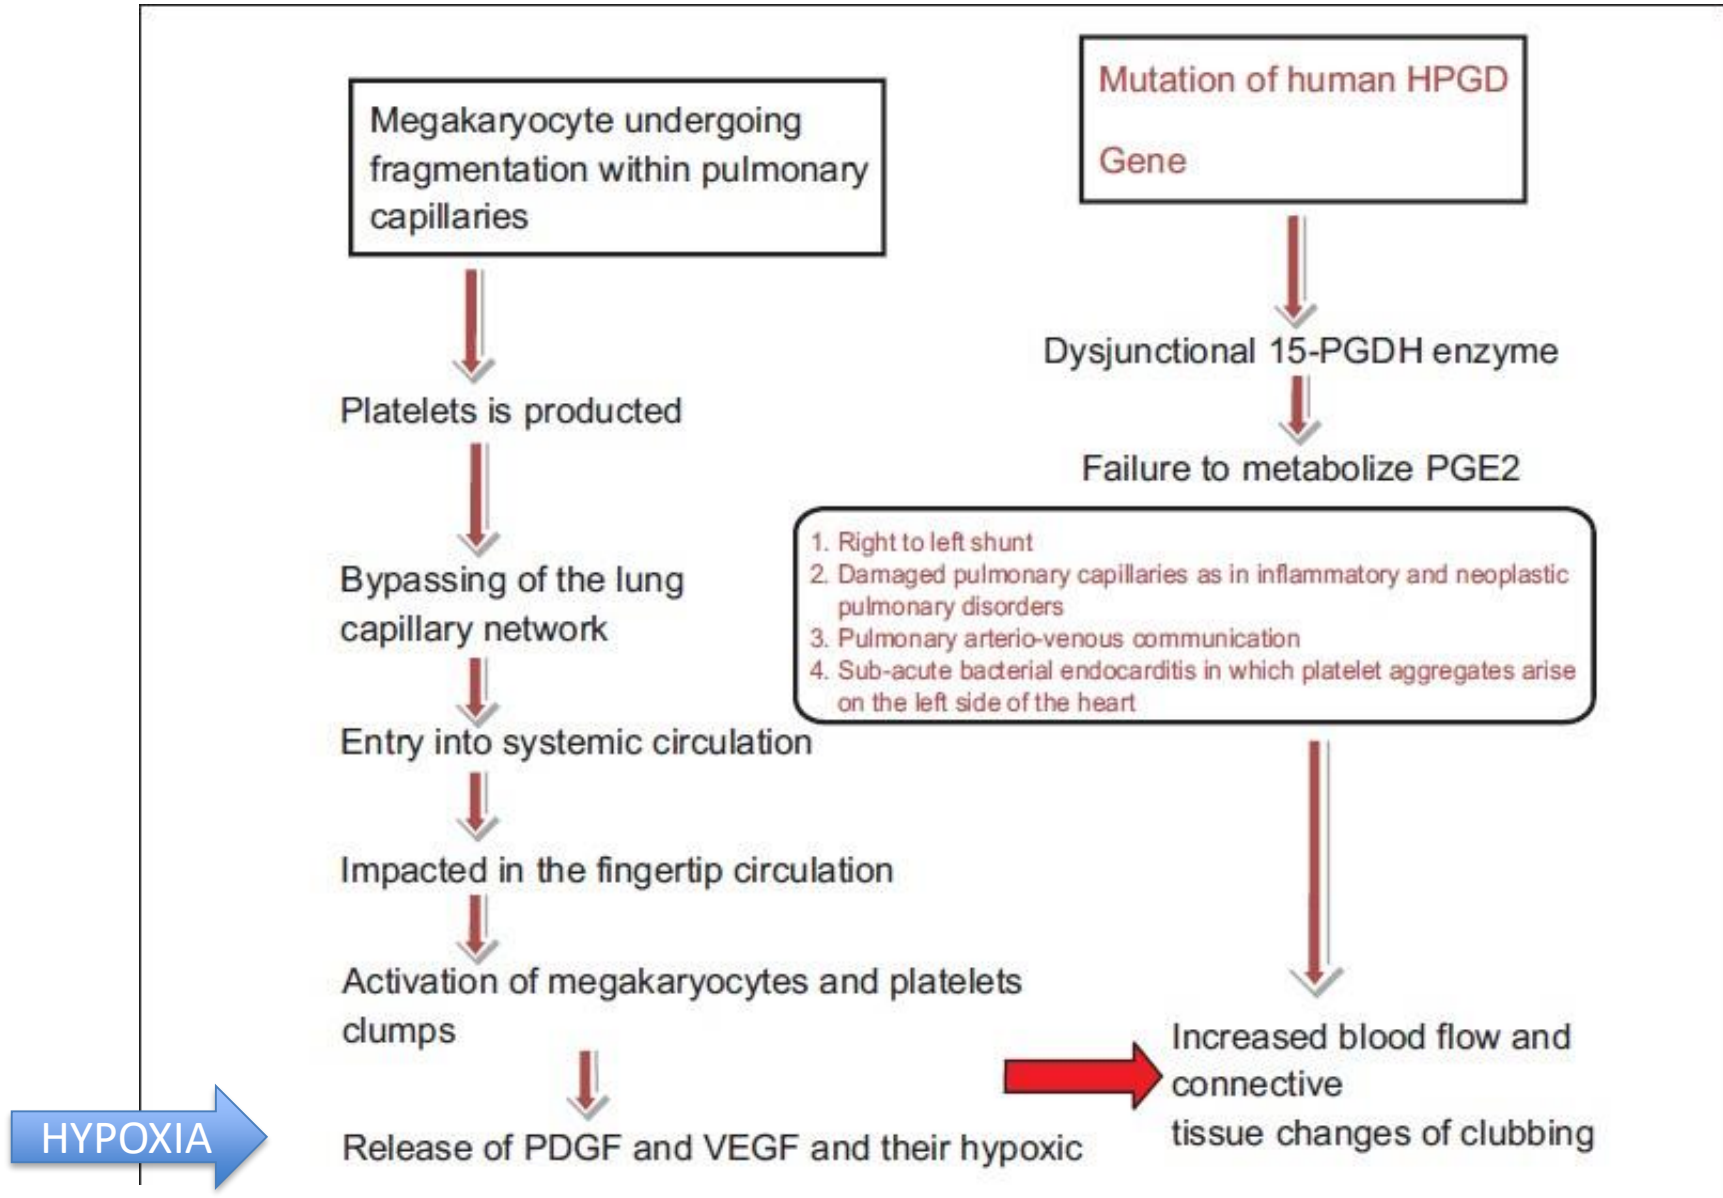 Megakaryocyte undergoing
fragmentation within pulmonary
capillaries
Platelets is producted
Bypassing of the lung
capillary network
Entry into systemic circulation
Impacted in the fingertip circulation
Activation of megakaryocytes and platelets
clumps
HYPOXIA
Release of PDGF and VEGF and their hypoxic
Mutation of human HPGD
Gene
Dysjunctional 15-PGDH enzyme
Failure to metabolize PGE2
1. Right to left shunt
2. Damaged pulmonary capillaries as in inflammatory and neoplastic
pulmonary disorders
3. Pulmonary arterio-venous communication
4. Sub-acute bacterial endocarditis in which platelet aggregates arise
on the left side of the heart
Increased blood flow and
connective
tissue changes of clubbing